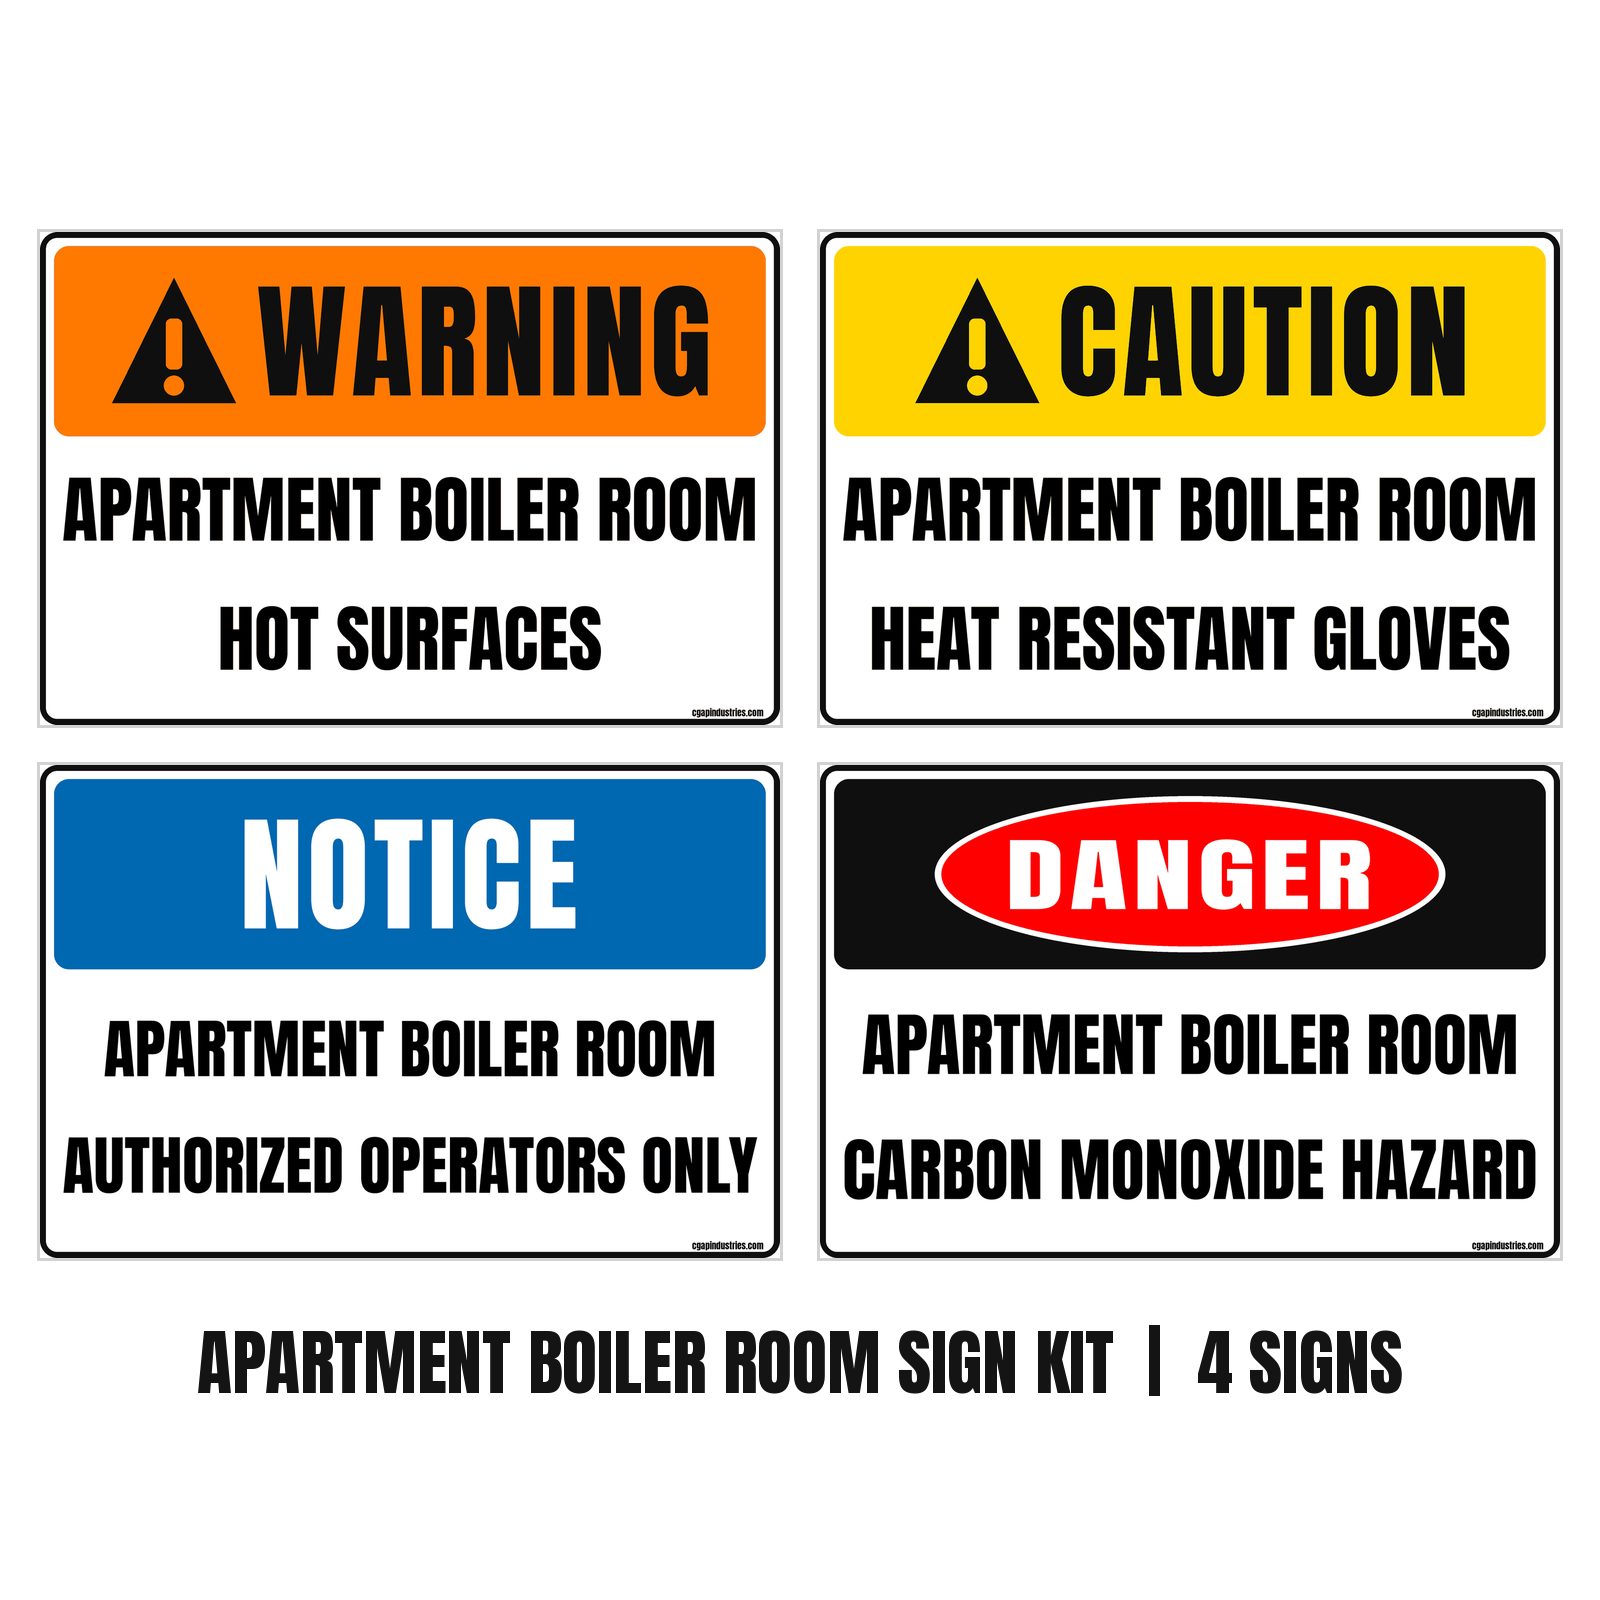 WARNING
APARTMENT BOILER ROOM
HOT SURFACES
cgapindustries.com
CAUTION
APARTMENT BOILER ROOM
HEAT RESISTANT GLOVES
cgapindustries.com
NOTICE
APARTMENT BOILER ROOM
AUTHORIZED OPERATORS ONLY
cgapindustries.com
DANGER
APARTMENT BOILER ROOM
CARBON MONOXIDE HAZARD
cgapindustries.com
APARTMENT BOILER ROOM SIGN KIT | 4 SIGNS